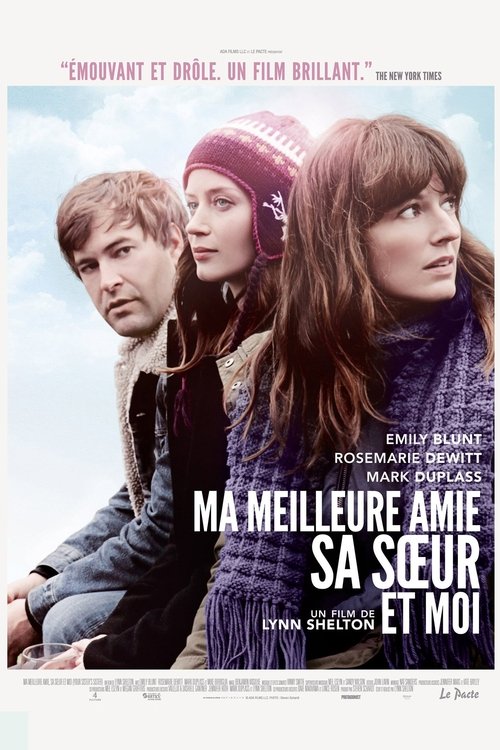 ADA FILMS LLC et LE PACTE présentent
“ÉMOUVANT ET DRÔLE. UN FILM BRILLANT.” THE NEW YORK TIMES
EMILY BLUNT
ROSEMARIE DEWITT
MARK DUPLASS
MA MEILLEURE AMIE
SA SŒUR
ET MOI
UN FILM DE
LYNN SHELTON
Le Pacte